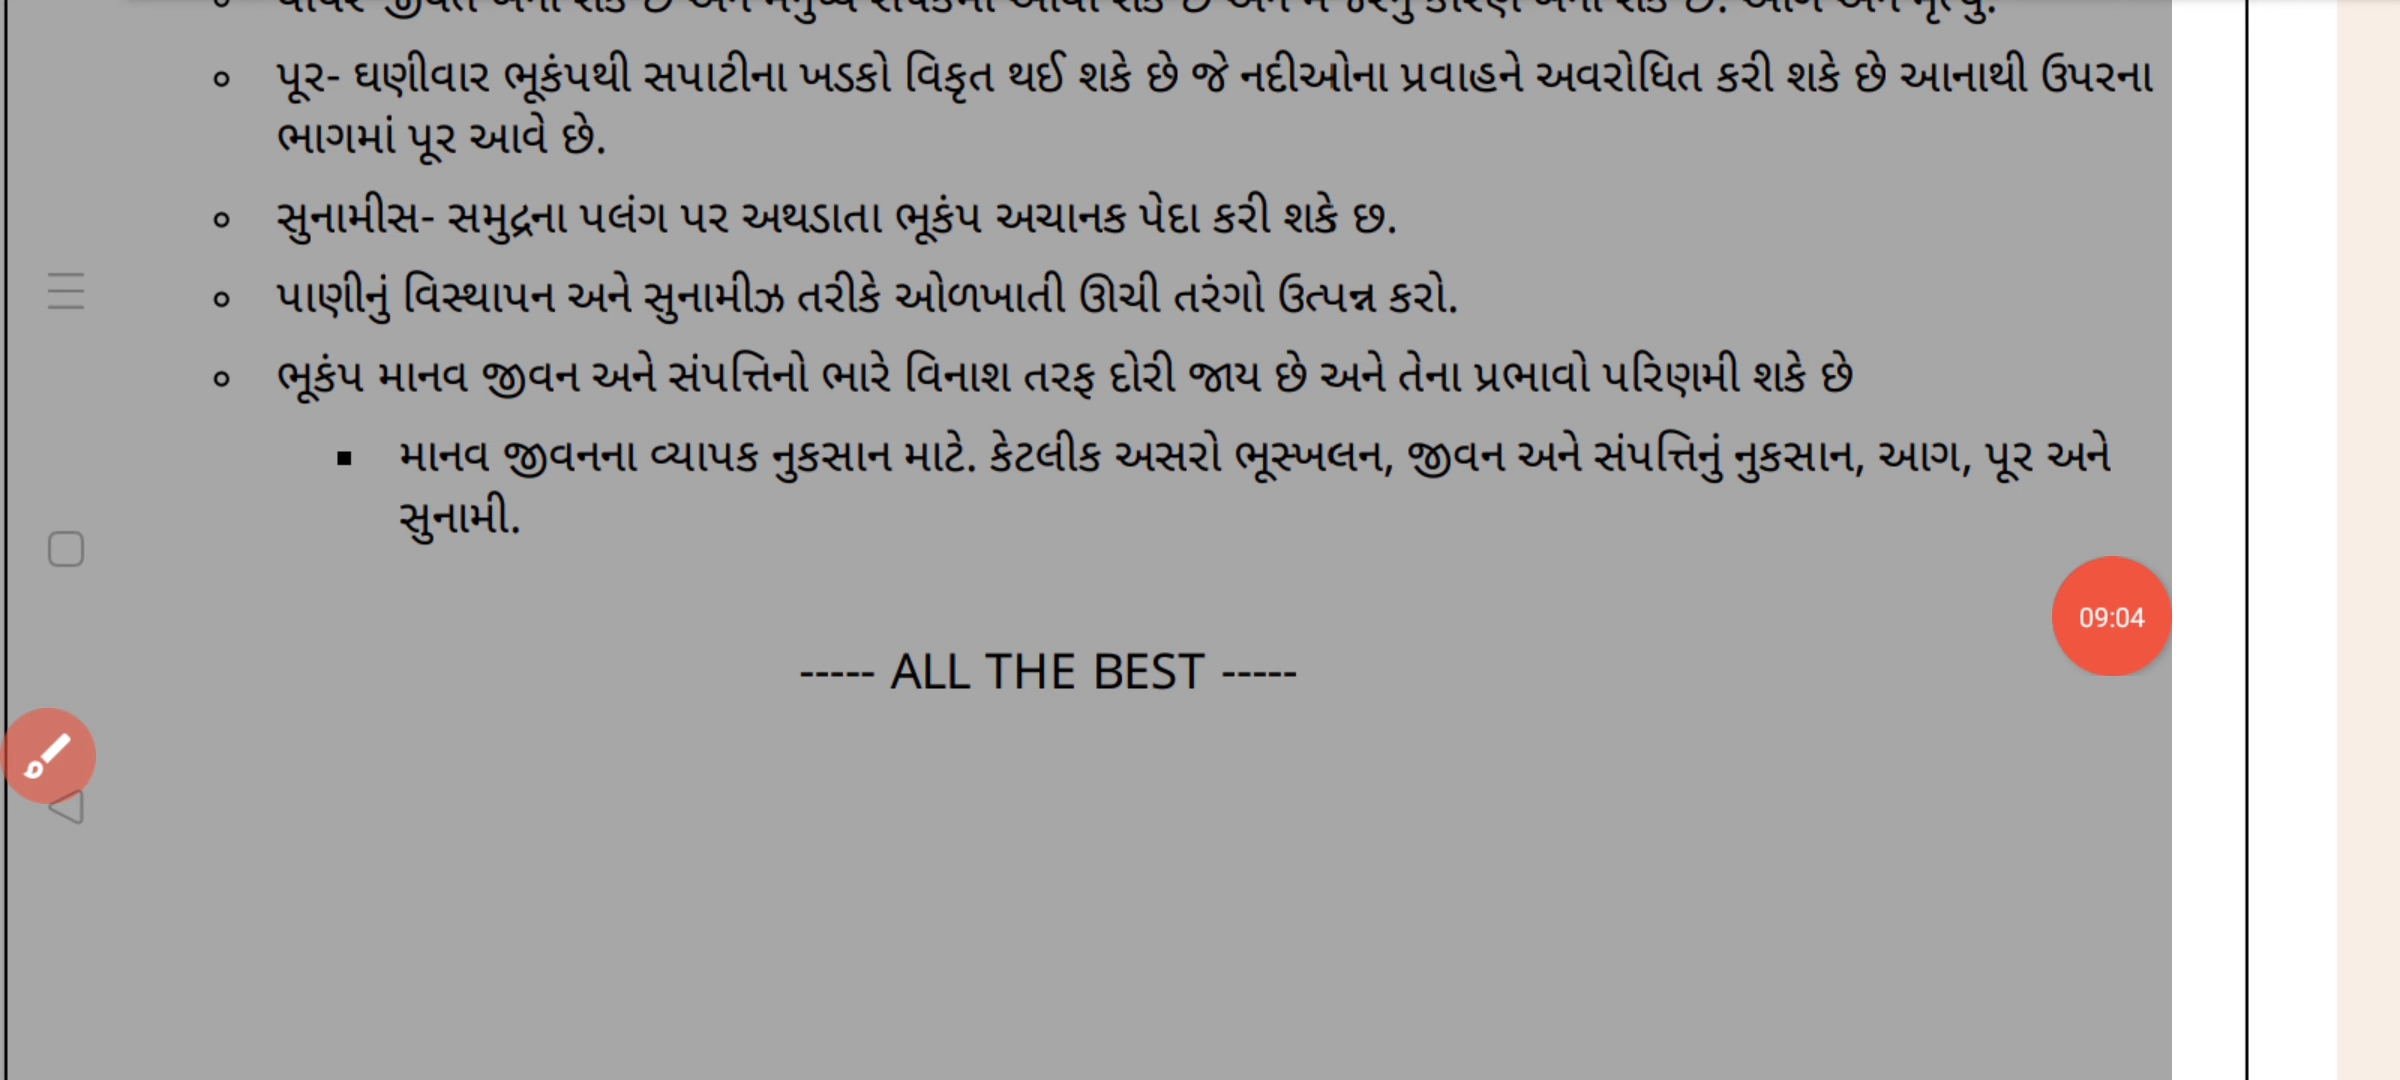 પૂર- ઘણીવાર ભૂકંપથી સપાટીના ખડકો વિકૃત થઈ શકે છે જે નદીઓના પ્રવાહને અવરોધિત કરી શકે છે આનાથી ઉપરના
ભાગમાં પૂર આવે છે.
સુનામીસ- સમુદ્રના પલંગ પર અથડાતા ભૂકંપ અચાનક પેદા કરી શકે છ.
પાણીનું વિસ્થાપન અને સુનામીઝ તરીકે ઓળખાતી ઊચી તરંગો ઉત્પન્ન કરો.
ભૂકંપ માનવ જીવન અને સંપત્તિનો ભારે વિનાશ તરફ દોરી જાય છે અને તેના પ્રભાવો પરિણમી શકે છે
માનવ જીવનના વ્યાપક નુકસાન માટે. કેટલીક અસરો ભૂસ્ખલન, જીવન અને સંપત્તિનું નુકસાન, આગ, પૂર અને
સુનામી.
09:04
----- ALL THE BEST -----